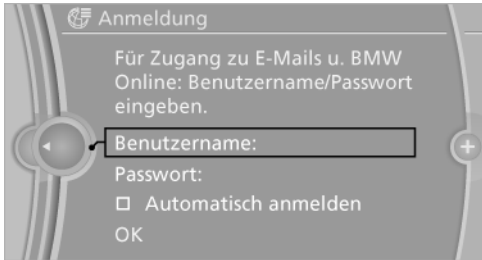 Anmeldung
Für Zugang zu E-Mails u. BMW
Online: Benutzername/Passwort
eingeben.
Benutzername:
Passwort:
Automatisch anmelden
OK